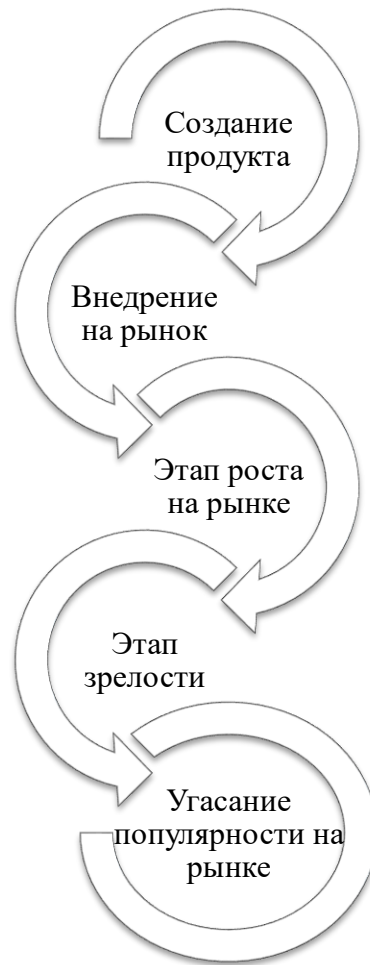 Создание
продукта
Внедрение
на рынок
Этап роста
на рынке
Этап
зрелости
Угасание
популярности на
рынке